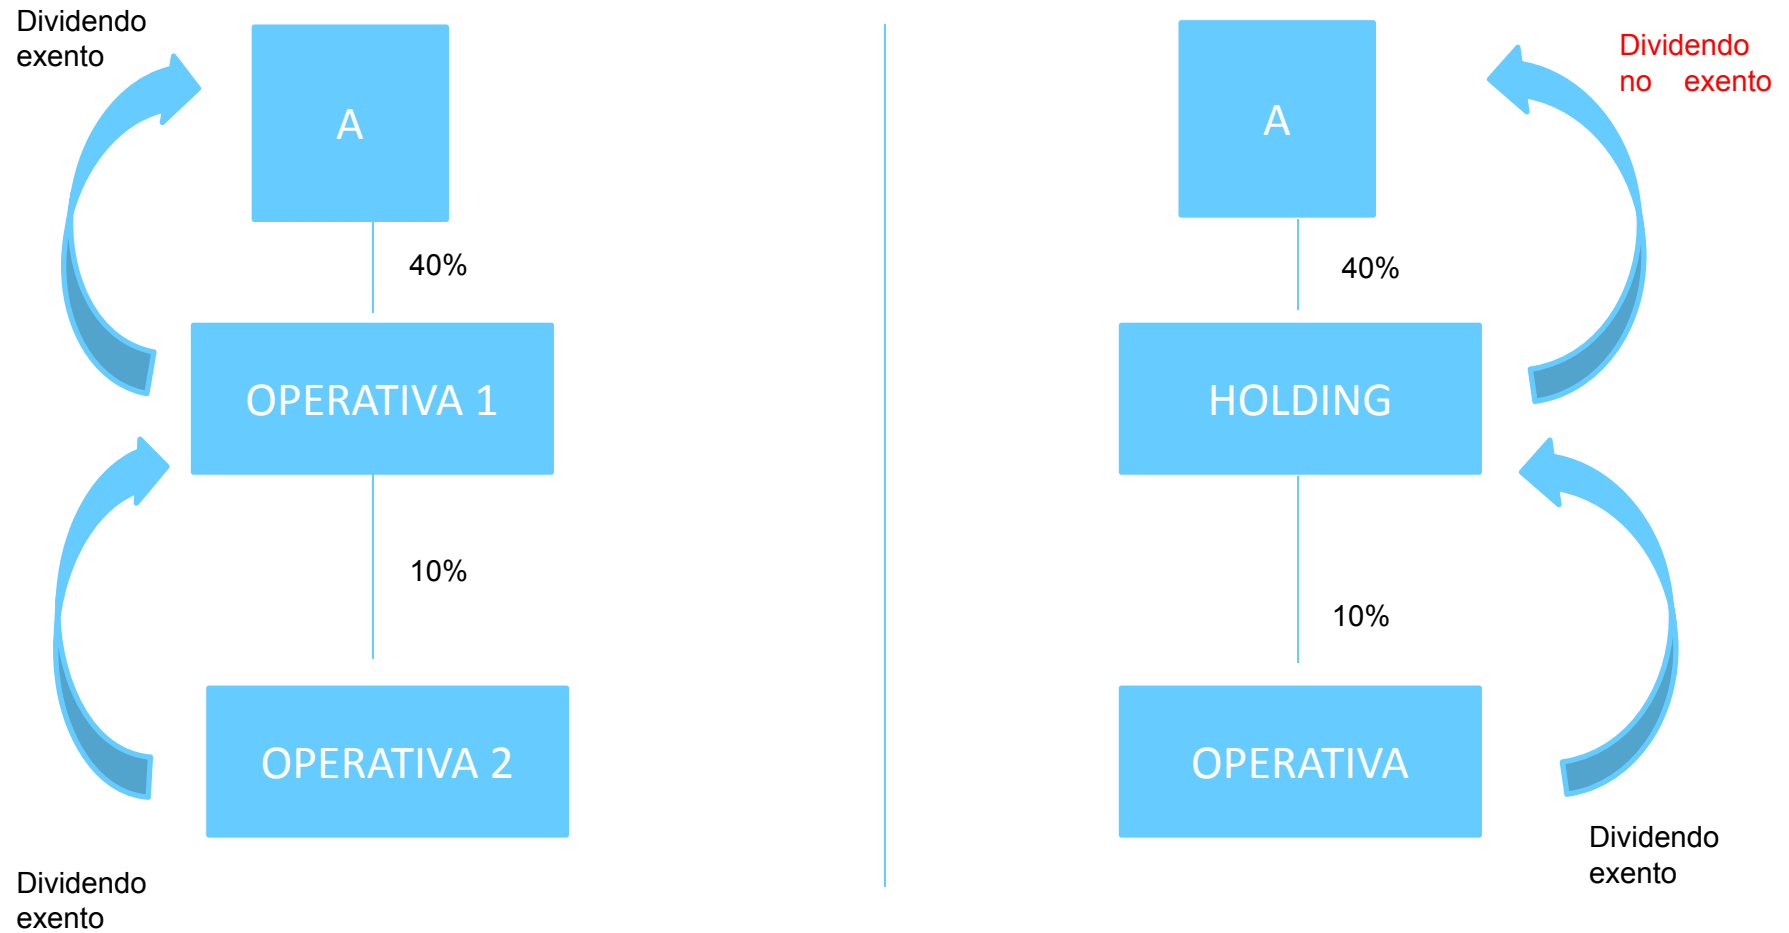 Dividendo
exento
A
40%
OPERATIVA 1
10%
OPERATIVA 2
Dividendo
exento
Dividendo
no exento
A
40%
HOLDING
10%
OPERATIVA
Dividendo
exento